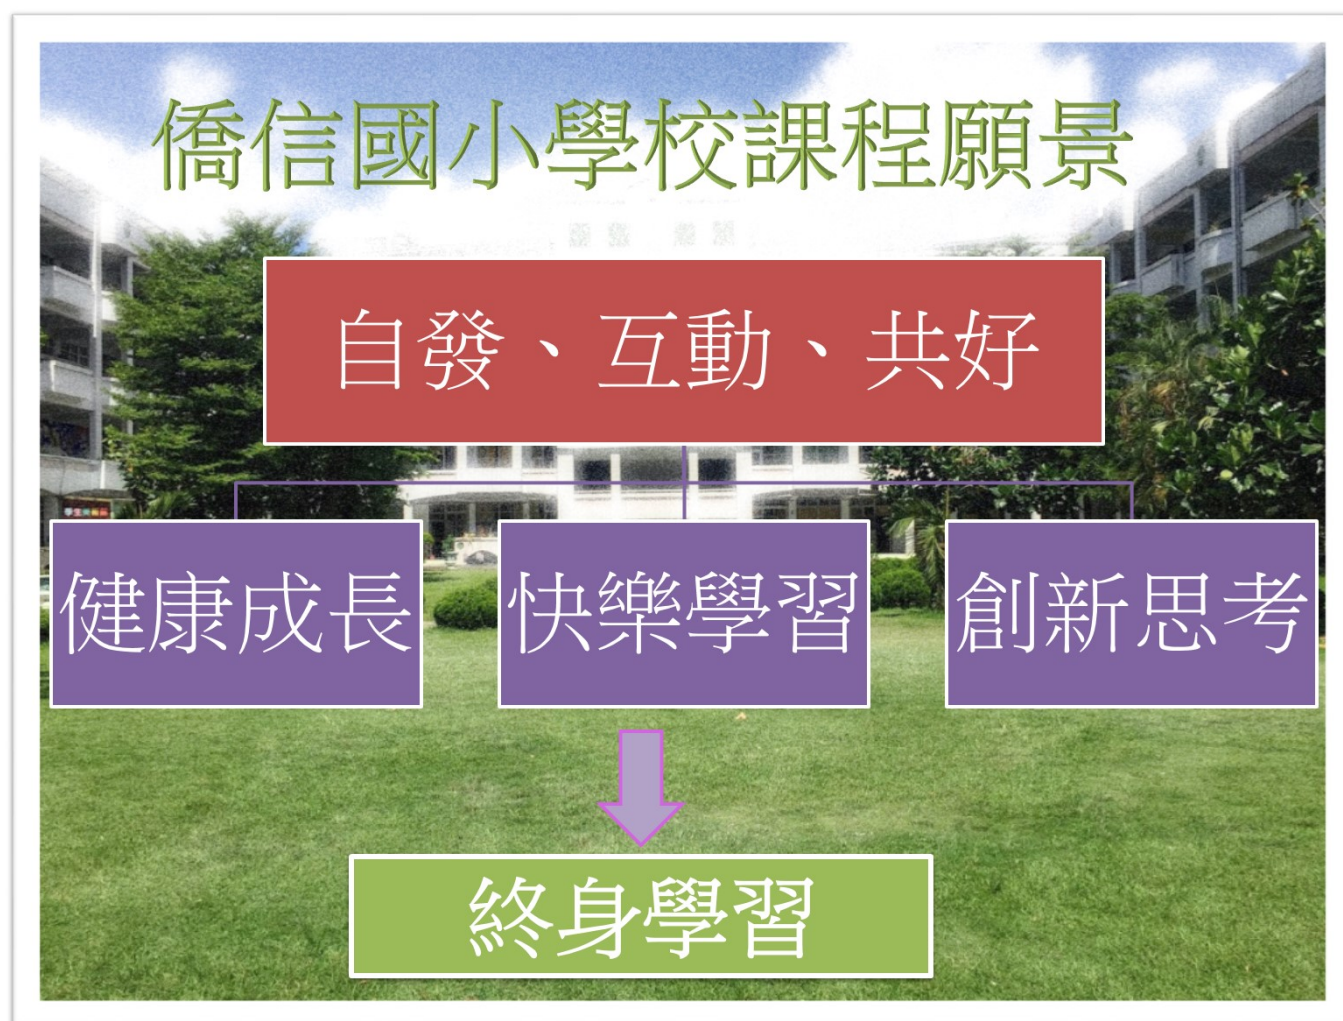 僑信國小學校課程願景
自發、互動、共好
健康成長
快樂學習
創新思考
終身學習